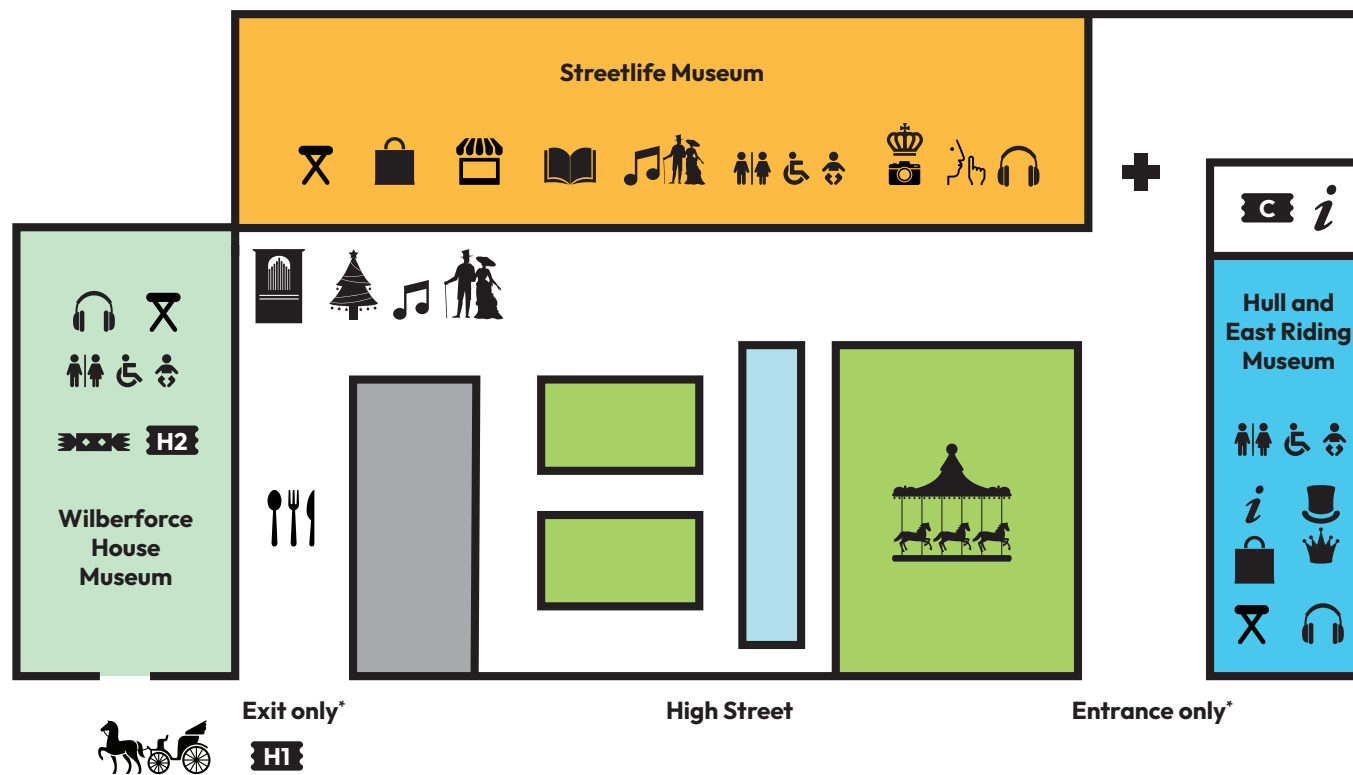 Streetlife Museum
C i
Hull and
East Riding
Museum
H2
Wilberforce
House
Museum
i
Exit only*
High Street
Entrance only*
H1